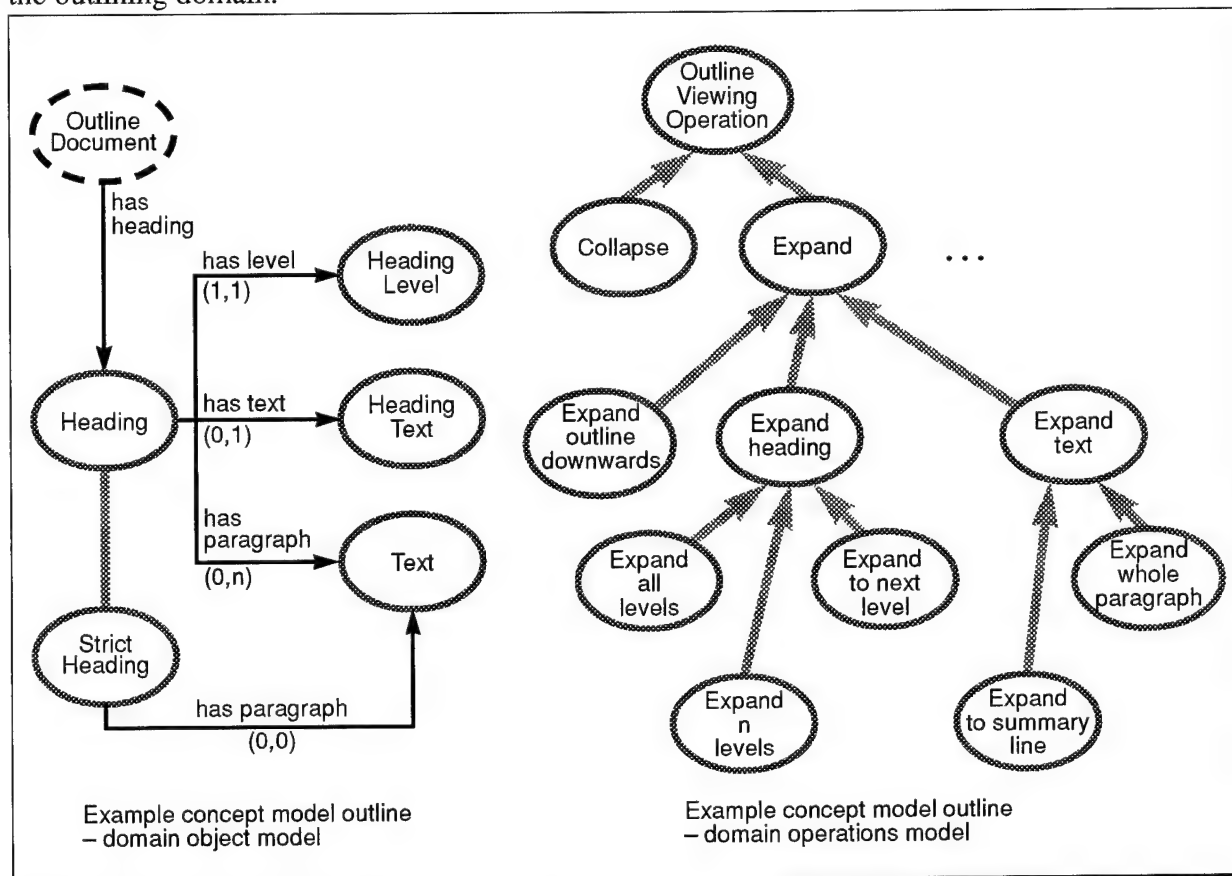 the outlining domain.
Outline
Document
has
heading
has level
(1,1)
Heading
Level
Heading
has text
(0,1)
Heading
Text
has
paragraph
(0,n)
Text
Strict
Heading
has paragraph
(0,0)
Example concept model outline
– domain object model
Outline
Viewing
Operation
Collapse
Expand
...
Expand
outline
downwards
Expand
heading
Expand
text
Expand
all
levels
Expand
to next
level
Expand
whole
paragraph
Expand
n
levels
Expand
to summary
line
Example concept model outline
– domain operations model